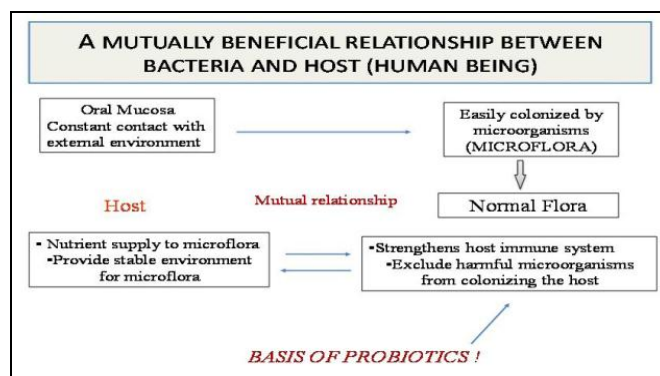 A MUTUALLY BENEFICIAL RELATIONSHIP BETWEEN
BACTERIA AND HOST (HUMAN BEING)
Oral Mucosa
Constant contact with
external environment
Easily colonized by
microorganisms
(MICROFLORA)
Host
Mutual relationship
Normal Flora
▪ Nutrient supply to microflora
▪Provide stable environment
for microflora
▪Strengthens host immune system
▪Exclude harmful microorganisms
from colonizing the host
BASIS OF PROBIOTICS !